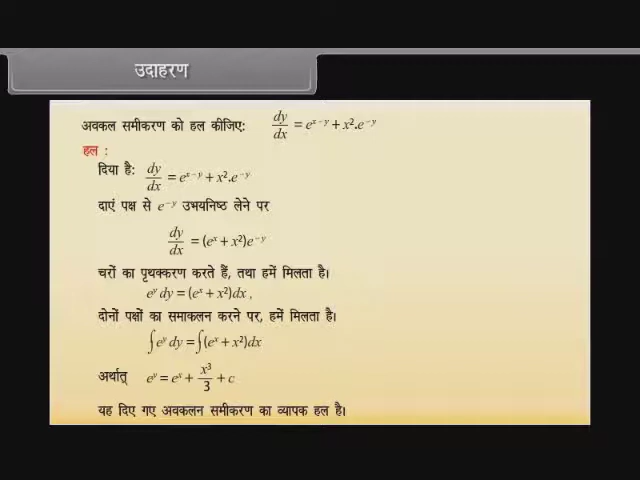 उदाहरण
अवकल समीकरण को हल कीजिए: dy/dx = e^(x−y) + x².e^(−y)
हल :
दिया है: dy/dx = e^(x−y) + x².e^(−y)
दाएं पक्ष से e^(−y) उभयनिष्ठ लेने पर
dy/dx = (e^x + x²)e^(−y)
चरों का पृथक्करण करते हैं, तथा हमें मिलता है।
e^y dy = (e^x + x²)dx,
दोनों पक्षों का समाकलन करने पर, हमें मिलता है।
∫e^y dy = ∫(e^x + x²)dx
अर्थात् e^y = e^x + x³/3 + c
यह दिए गए अवकलन समीकरण का व्यापक हल है।